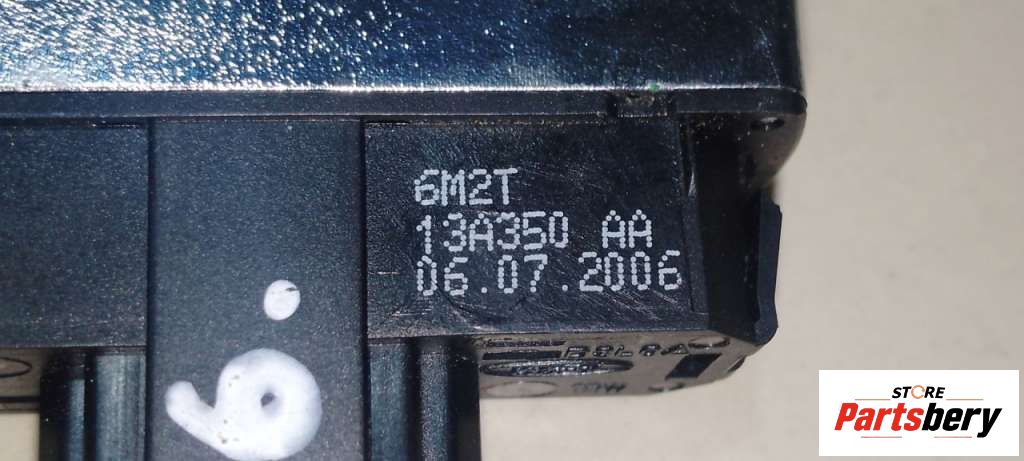 6M2T
13A350 AA
06.07.2006
STORE
Partsbery